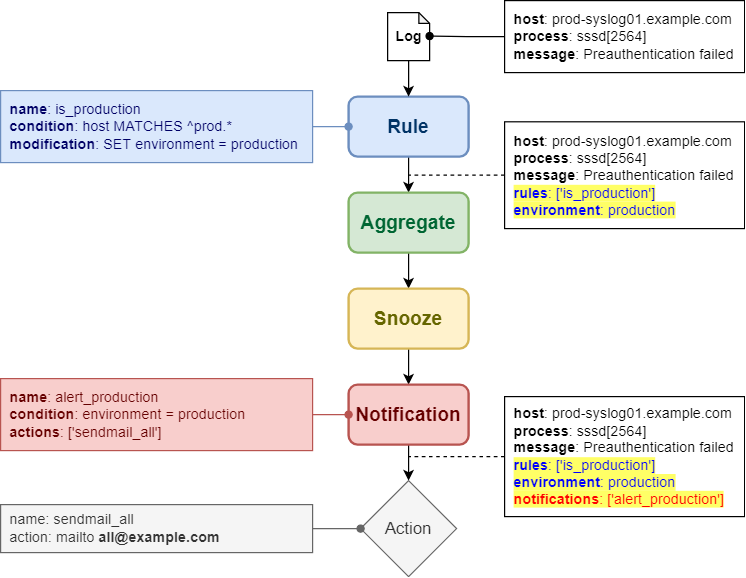 Log
host: prod-syslog01.example.com
process: sssd[2564]
message: Preauthentication failed
name: is_production
condition: host MATCHES ^prod.*
modification: SET environment = production
Rule
host: prod-syslog01.example.com
process: sssd[2564]
message: Preauthentication failed
rules: ['is_production']
environment: production
Aggregate
Snooze
name: alert_production
condition: environment = production
actions: ['sendmail_all']
Notification
host: prod-syslog01.example.com
process: sssd[2564]
message: Preauthentication failed
rules: ['is_production']
environment: production
notifications: ['alert_production']
name: sendmail_all
action: mailto all@example.com
Action